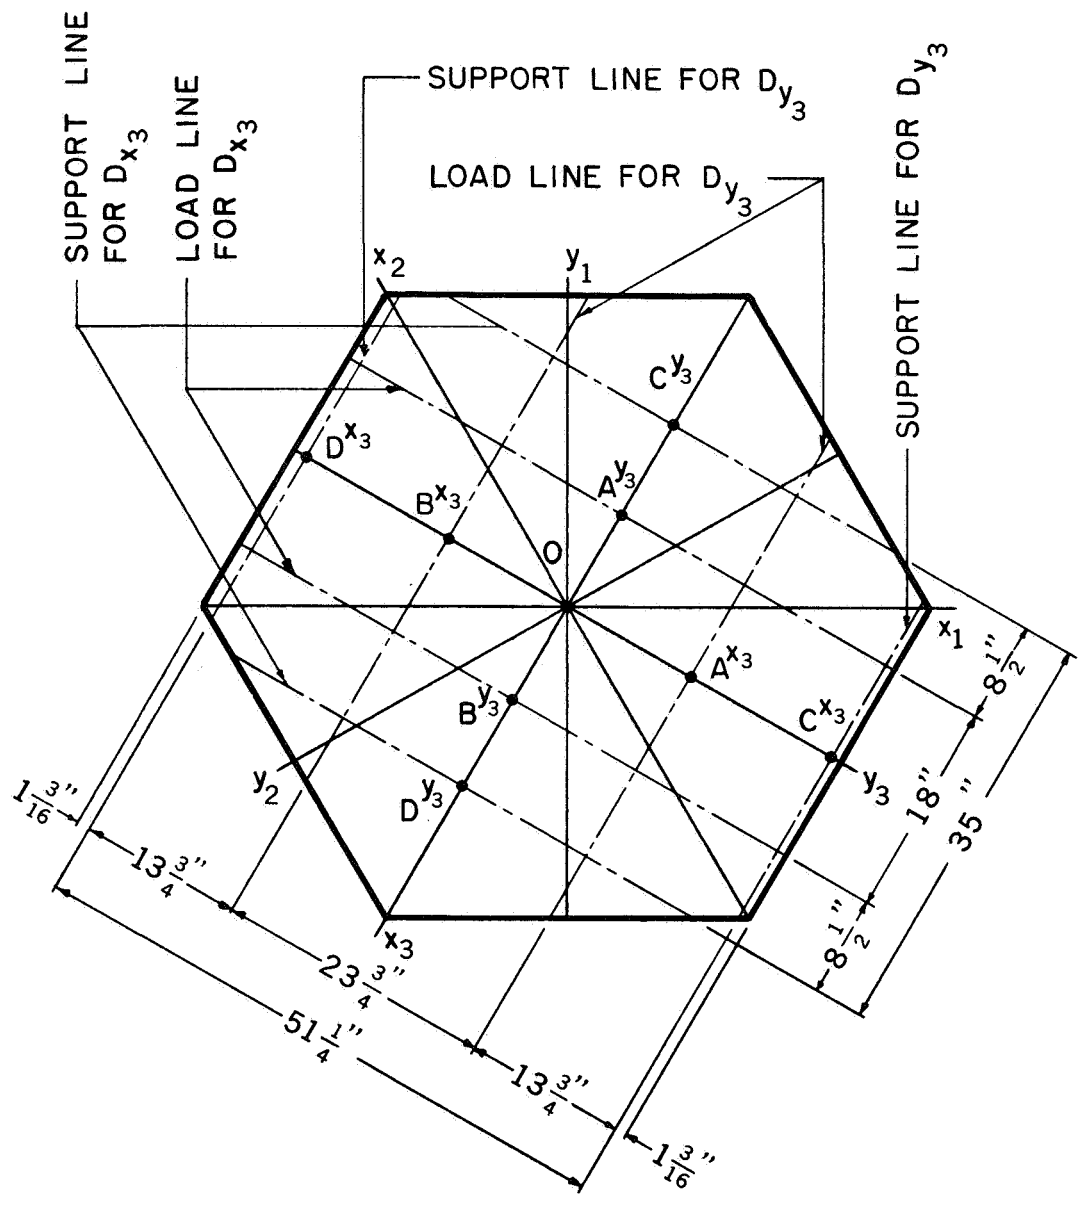 SUPPORT LINE
FOR Dx3
LOAD LINE
FOR Dx3
SUPPORT LINE FOR Dy3
LOAD LINE FOR Dy3
SUPPORT LINE FOR Dy3
x2
y1
Cy3
Dx3
Ay3
Bx3
O
x1
Ax3
By3
Cx3
y2
y3
Dy3
x3
8 1/2"
18"
35"
8 1/2"
1 3/16"
13 3/4"
23 3/4"
51 1/4"
13 3/4"
1 3/16"